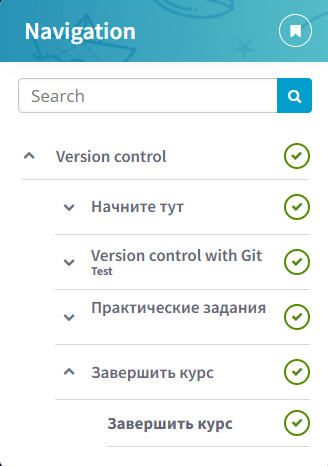 Navigation
Search
Version control
Начните тут
Version control with Git
Test
Практические задания
Завершить курс
Завершить курс